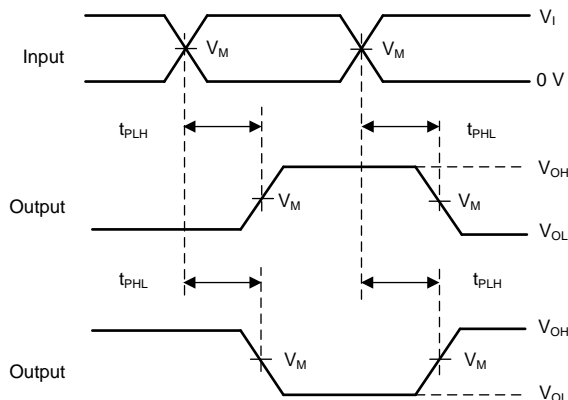 V_I
Input
V_M
V_M
0 V
t_PLH
t_PHL
V_OH
Output
V_M
V_M
V_OL
t_PHL
t_PLH
V_OH
V_M
V_M
Output
V_OL